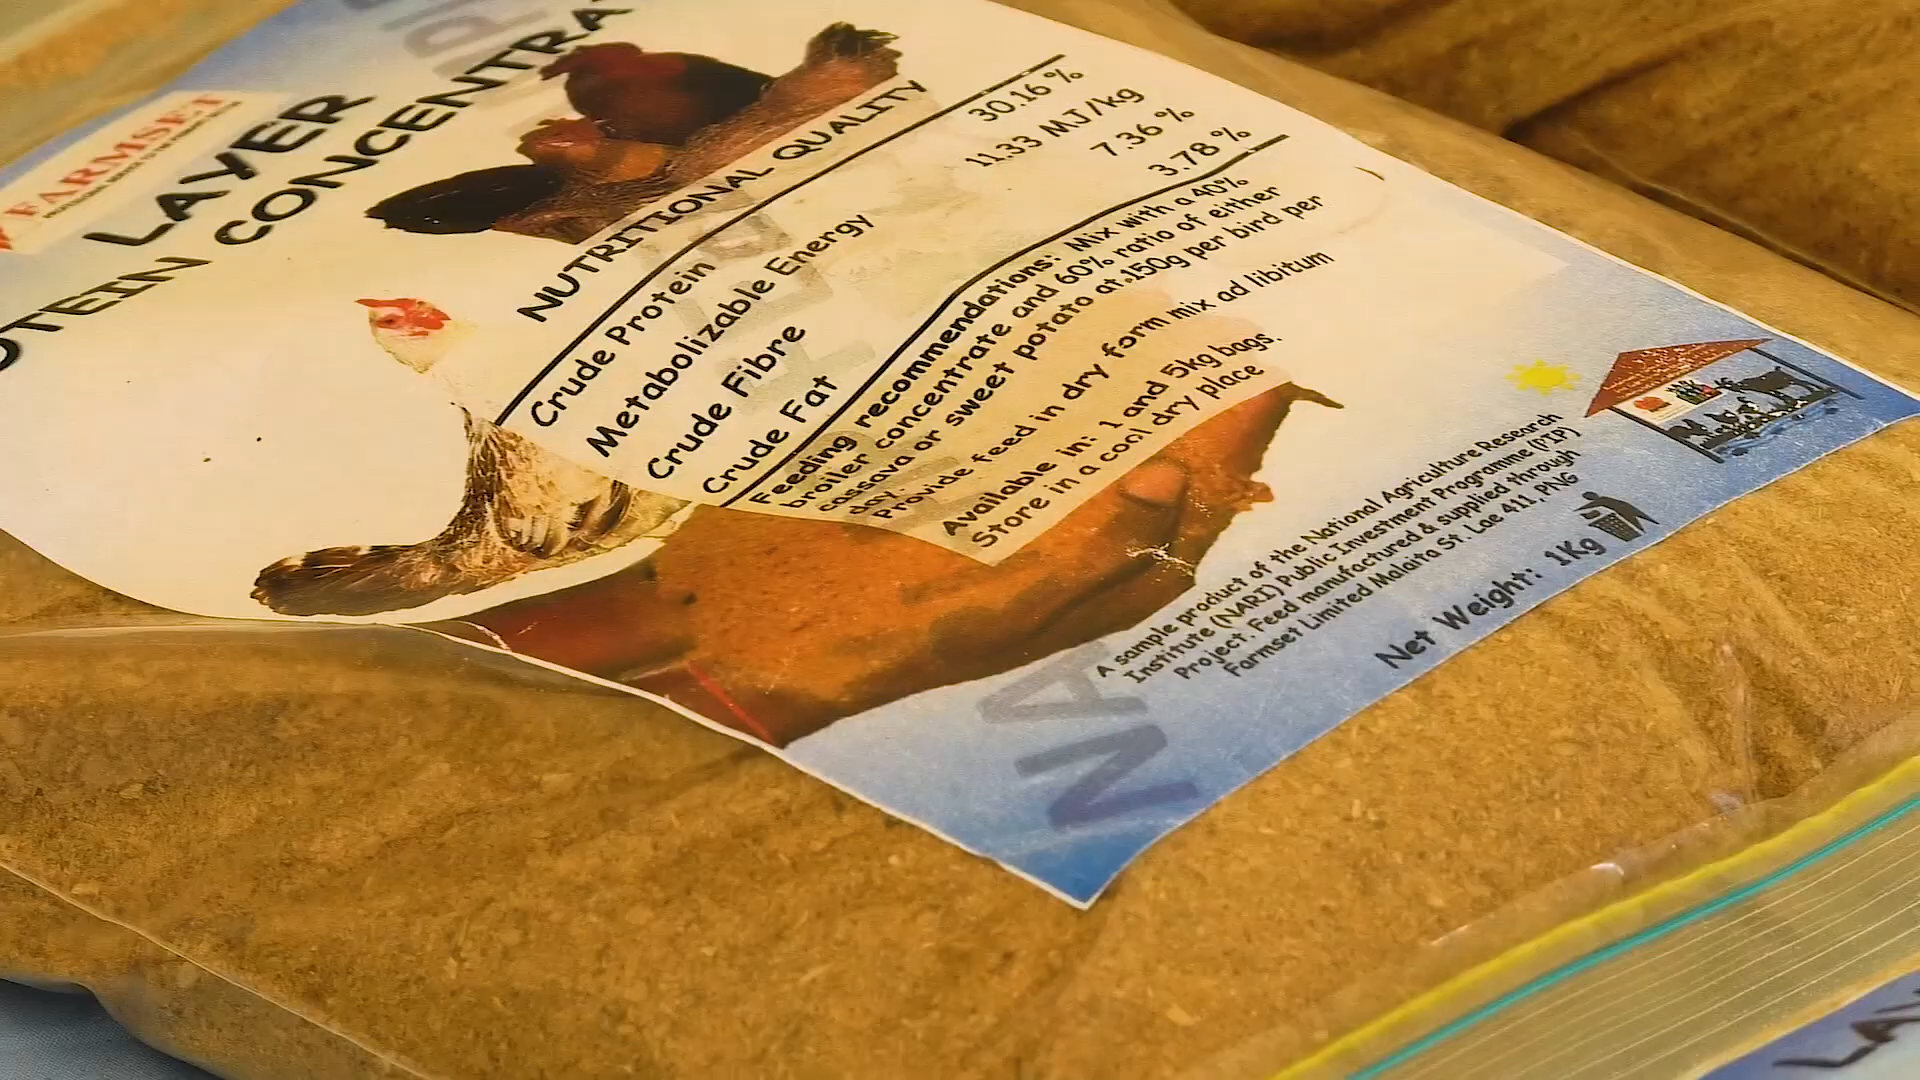 FARMSET
LAYER
OTEIN CONCENTRA
NUTRITIONAL QUALITY
Crude Protein 30.16 %
Metabolizable Energy 11.33 MJ/kg
Crude Fibre 7.36 %
Crude Fat 3.78 %
Feeding recommendations: Mix with a 40%
broiler concentrate and 60% ratio of either
cassava or sweet potato at 150g per bird per
day.
Provide feed in dry form mix ad libitum
Available in: 1 and 5kg bags.
Store in a cool dry place
A sample product of the National Agriculture Research
Institute (NARI) Public Investment Programme (PIP)
Project. Feed manufactured & supplied through
Farmset Limited Malaita St. Lae 411. PNG
Net Weight: 1Kg
NA
LAY